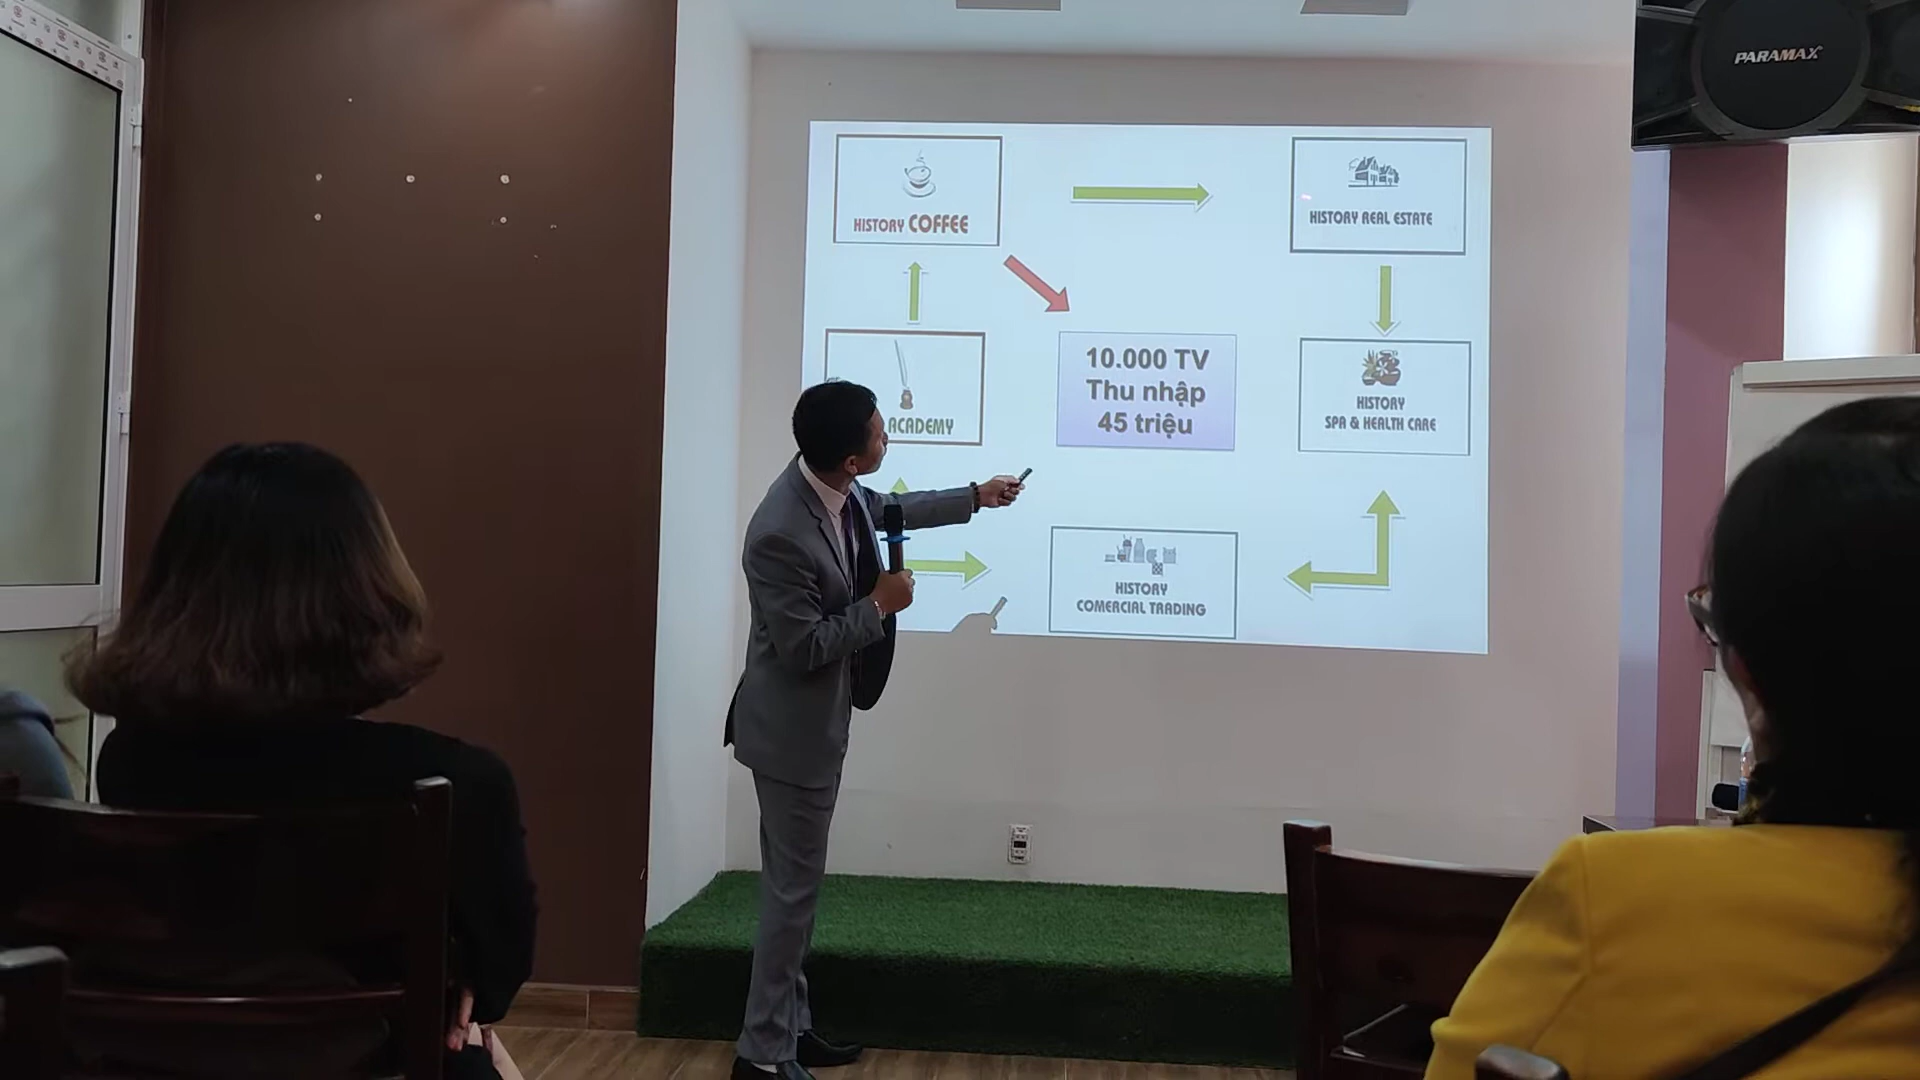 PARAMAX
HISTORY COFFEE
HISTORY REAL ESTATE
10.000 TV
Thu nhập
45 triệu
ACADEMY
HISTORY
SPA & HEALTH CARE
HISTORY
COMERCIAL TRADING